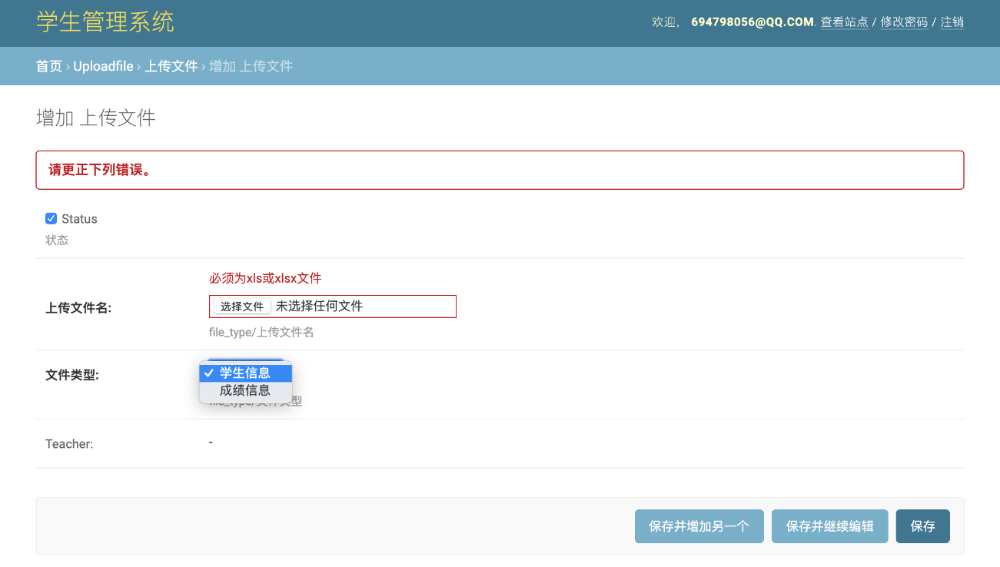 学生管理系统
欢迎， 694798056@QQ.COM. 查看站点 / 修改密码 / 注销
首页 › Uploadfile › 上传文件 › 增加 上传文件
增加 上传文件
请更正下列错误。
Status
状态
必须为xls或xlsx文件
上传文件名: 选择文件 未选择任何文件
file_type/上传文件名
文件类型: 学生信息
成绩信息
file_type/文件类型
Teacher: -
保存并增加另一个 保存并继续编辑 保存